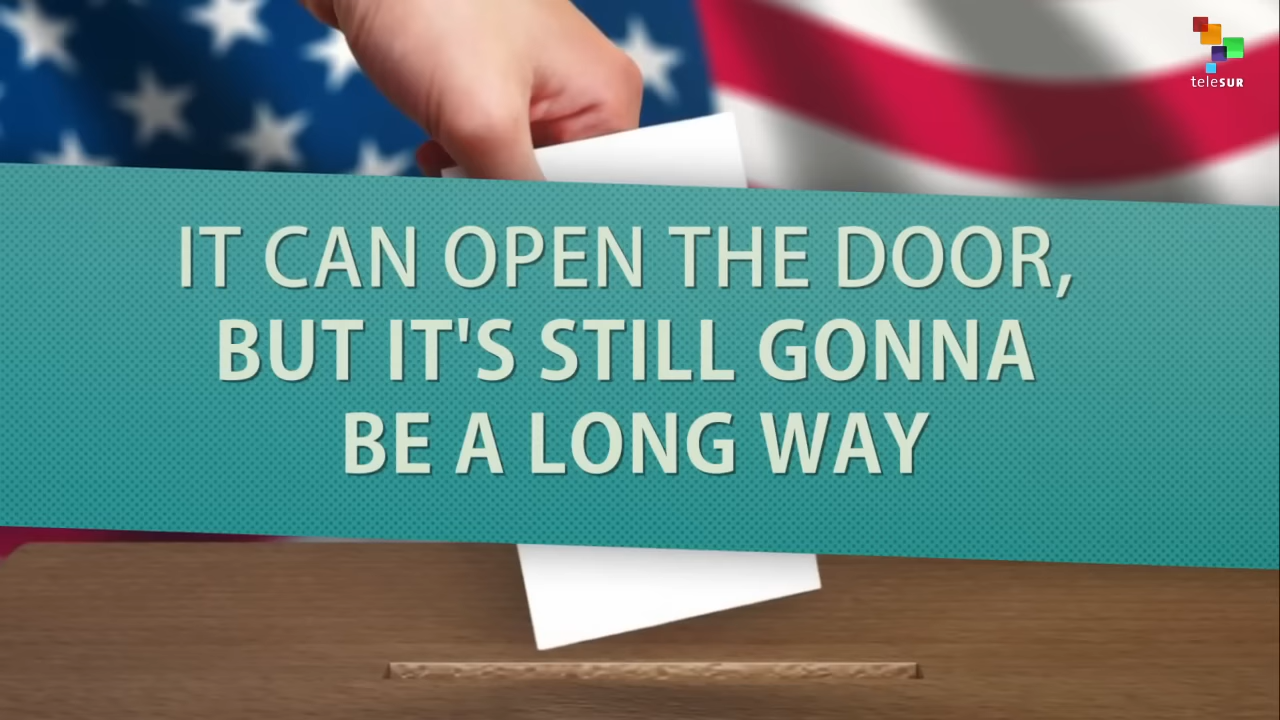 teleSUR
IT CAN OPEN THE DOOR,
BUT IT'S STILL GONNA
BE A LONG WAY